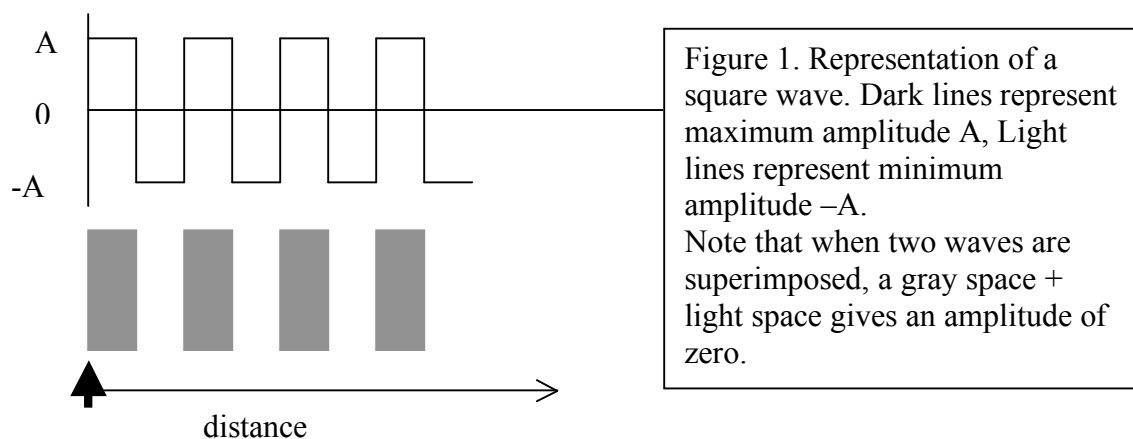 A
0
-A
distance
Figure 1. Representation of a
square wave. Dark lines represent
maximum amplitude A, Light
lines represent minimum
amplitude –A.
Note that when two waves are
superimposed, a gray space +
light space gives an amplitude of
zero.